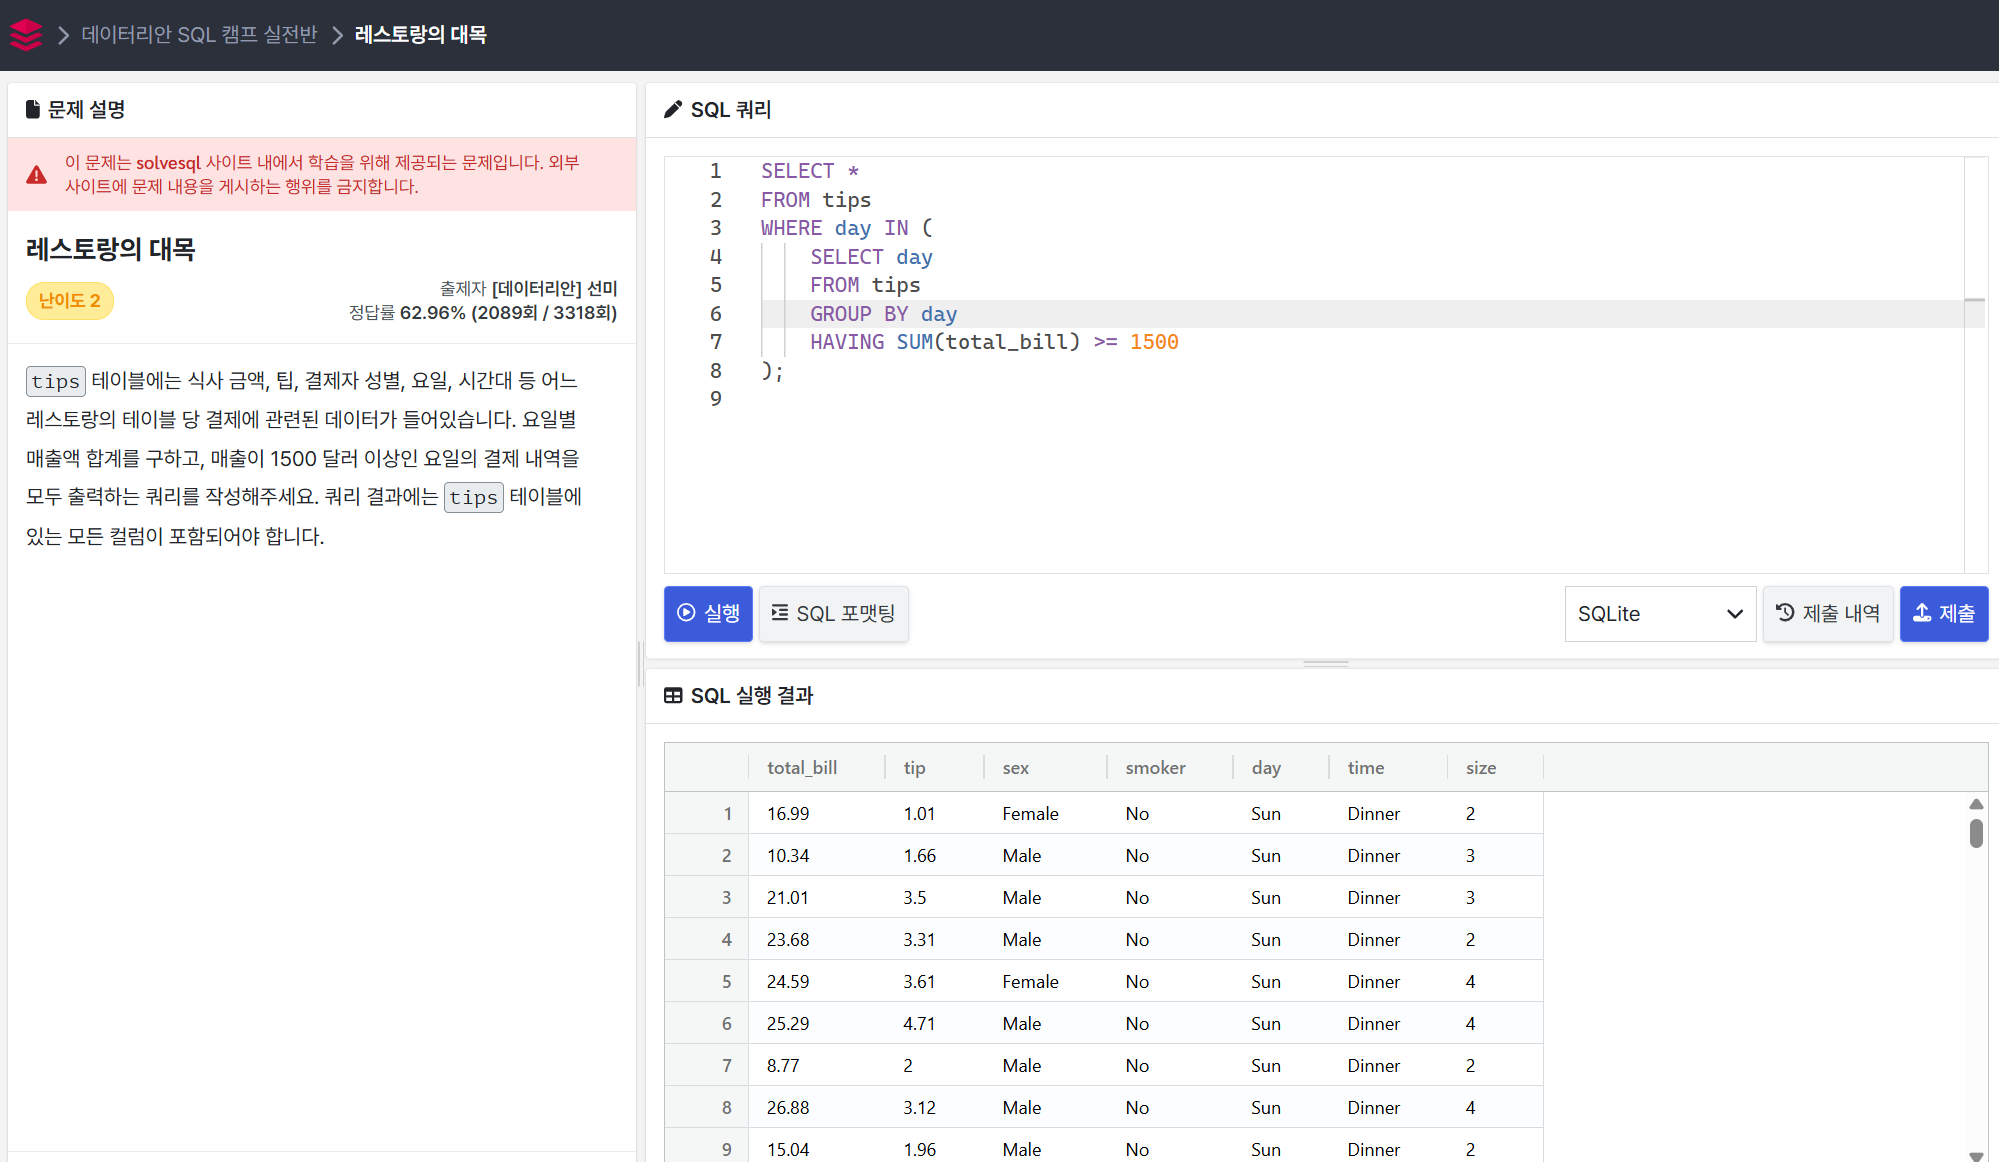 데이터리안 SQL 캠프 실전반
레스토랑의 대목
문제 설명
이 문제는 solvesql 사이트 내에서 학습을 위해 제공되는 문제입니다. 외부
사이트에 문제 내용을 게시하는 행위를 금지합니다.
레스토랑의 대목
난이도 2
출제자 [데이터리안] 선미
정답률 62.96% (2089회 / 3318회)
tips 테이블에는 식사 금액, 팁, 결제자 성별, 요일, 시간대 등 어느
레스토랑의 테이블 당 결제에 관련된 데이터가 들어있습니다. 요일별
매출액 합계를 구하고, 매출이 1500 달러 이상인 요일의 결제 내역을
모두 출력하는 쿼리를 작성해주세요. 쿼리 결과에는 tips 테이블에
있는 모든 컬럼이 포함되어야 합니다.
SQL 쿼리
1 SELECT *
2 FROM tips
3 WHERE day IN (
4 SELECT day
5 FROM tips
6 GROUP BY day
7 HAVING SUM(total_bill) >= 1500
8 );
9
실행 SQL 포맷팅 SQLite 제출 내역 제출
SQL 실행 결과
total_bill tip sex smoker day time size
1 16.99 1.01 Female No Sun Dinner 2
2 10.34 1.66 Male No Sun Dinner 3
3 21.01 3.5 Male No Sun Dinner 3
4 23.68 3.31 Male No Sun Dinner 2
5 24.59 3.61 Female No Sun Dinner 4
6 25.29 4.71 Male No Sun Dinner 4
7 8.77 2 Male No Sun Dinner 2
8 26.88 3.12 Male No Sun Dinner 4
9 15.04 1.96 Male No Sun Dinner 2